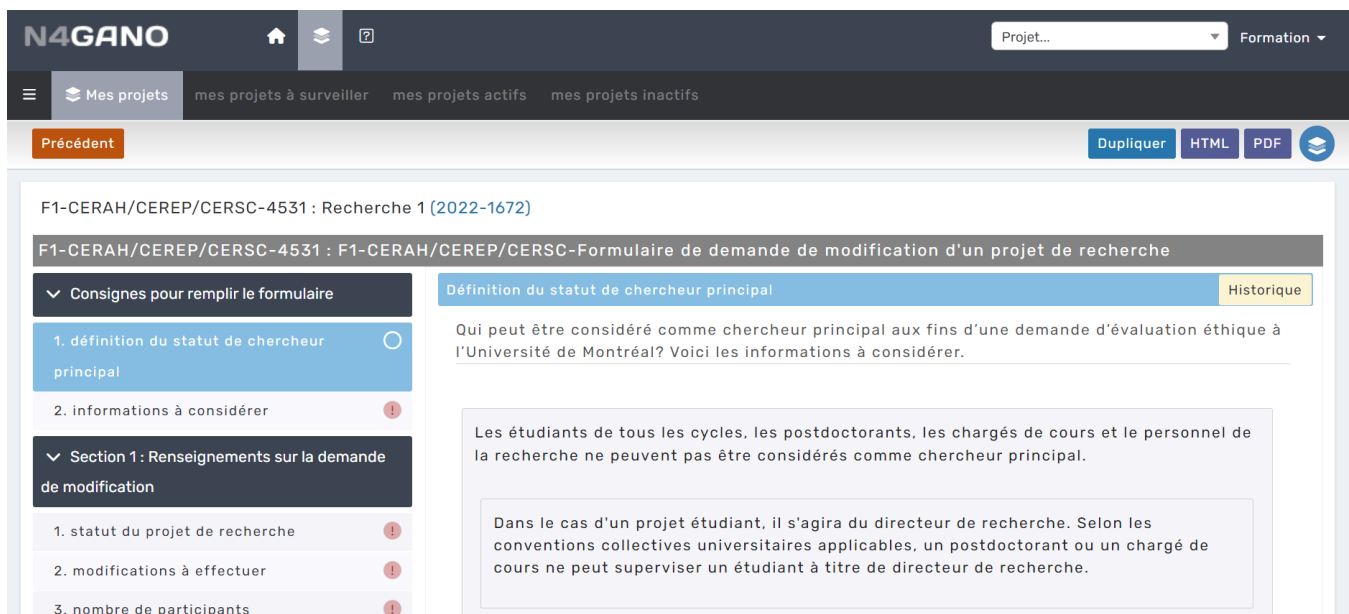 N4GANO
Projet...
Formation
Mes projets
mes projets à surveiller
mes projets actifs
mes projets inactifs
Précédent
Dupliquer
HTML
PDF
F1-CERAH/CEREP/CERSC-4531 : Recherche 1 (2022-1672)
F1-CERAH/CEREP/CERSC-4531 : F1-CERAH/CEREP/CERSC-Formulaire de demande de modification d'un projet de recherche
Consignes pour remplir le formulaire
1. définition du statut de chercheur
principal
2. informations à considérer
Section 1 : Renseignements sur la demande
de modification
1. statut du projet de recherche
2. modifications à effectuer
3. nombre de participants
Définition du statut de chercheur principal
Historique
Qui peut être considéré comme chercheur principal aux fins d’une demande d’évaluation éthique à
l’Université de Montréal? Voici les informations à considérer.
Les étudiants de tous les cycles, les postdoctorants, les chargés de cours et le personnel de
la recherche ne peuvent pas être considérés comme chercheur principal.
Dans le cas d'un projet étudiant, il s'agira du directeur de recherche. Selon les
conventions collectives universitaires applicables, un postdoctorant ou un chargé de
cours ne peut superviser un étudiant à titre de directeur de recherche.